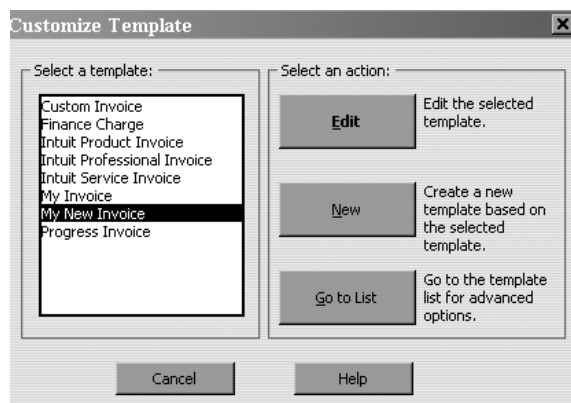 Customize Template
Select a template:
Custom Invoice
Finance Charge
Intuit Product Invoice
Intuit Professional Invoice
Intuit Service Invoice
My Invoice
My New Invoice
Progress Invoice
Select an action:
Edit
Edit the selected
template.
New
Create a new
template based on
the selected
template.
Go to List
Go to the template
list for advanced
options.
Cancel
Help